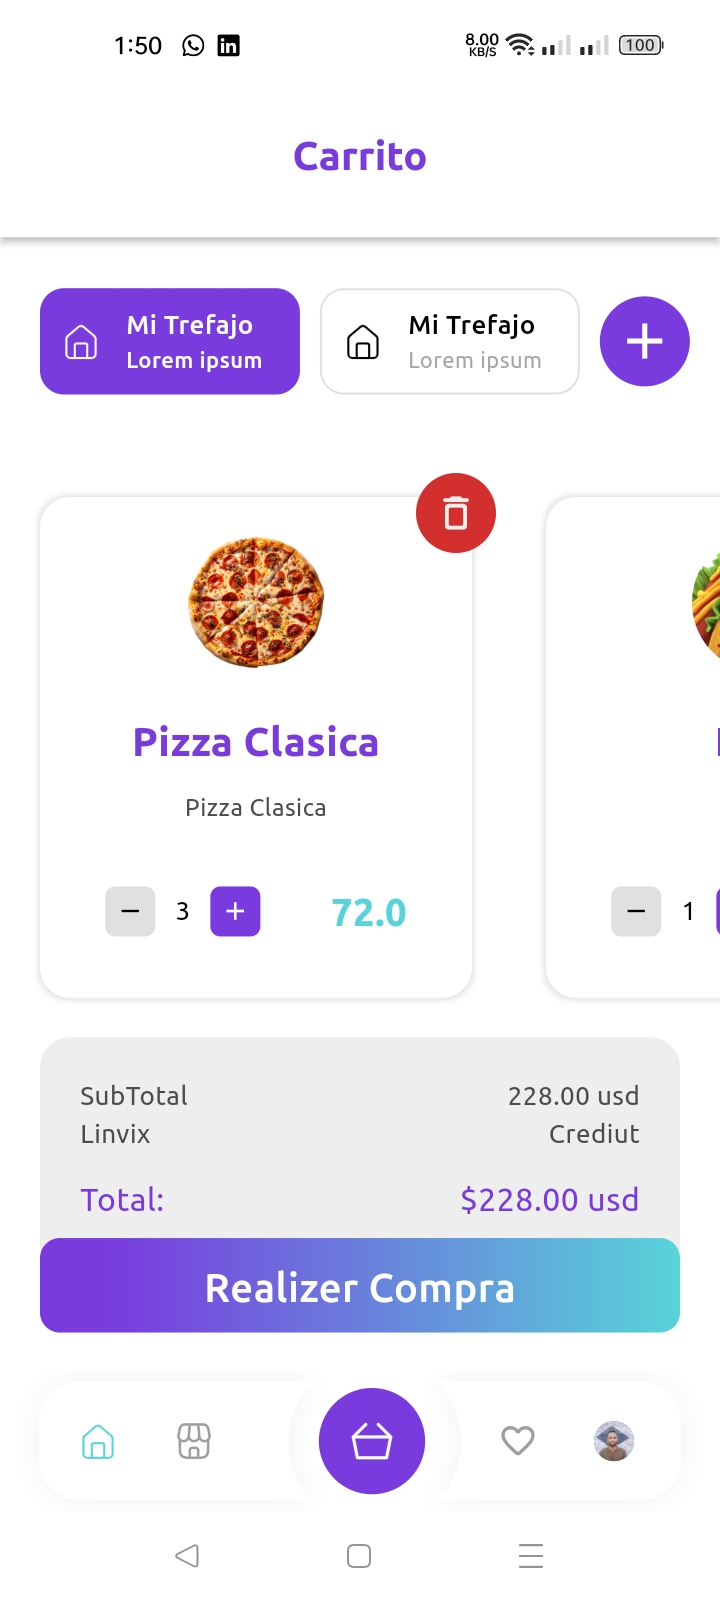 1:50
8.00
KB/S
100
Carrito
Mi Trefajo
Lorem ipsum
Mi Trefajo
Lorem ipsum
Pizza Clasica
Pizza Clasica
3
72.0
1
SubTotal 228.00 usd
Linvix Crediut
Total: $228.00 usd
Realizer Compra